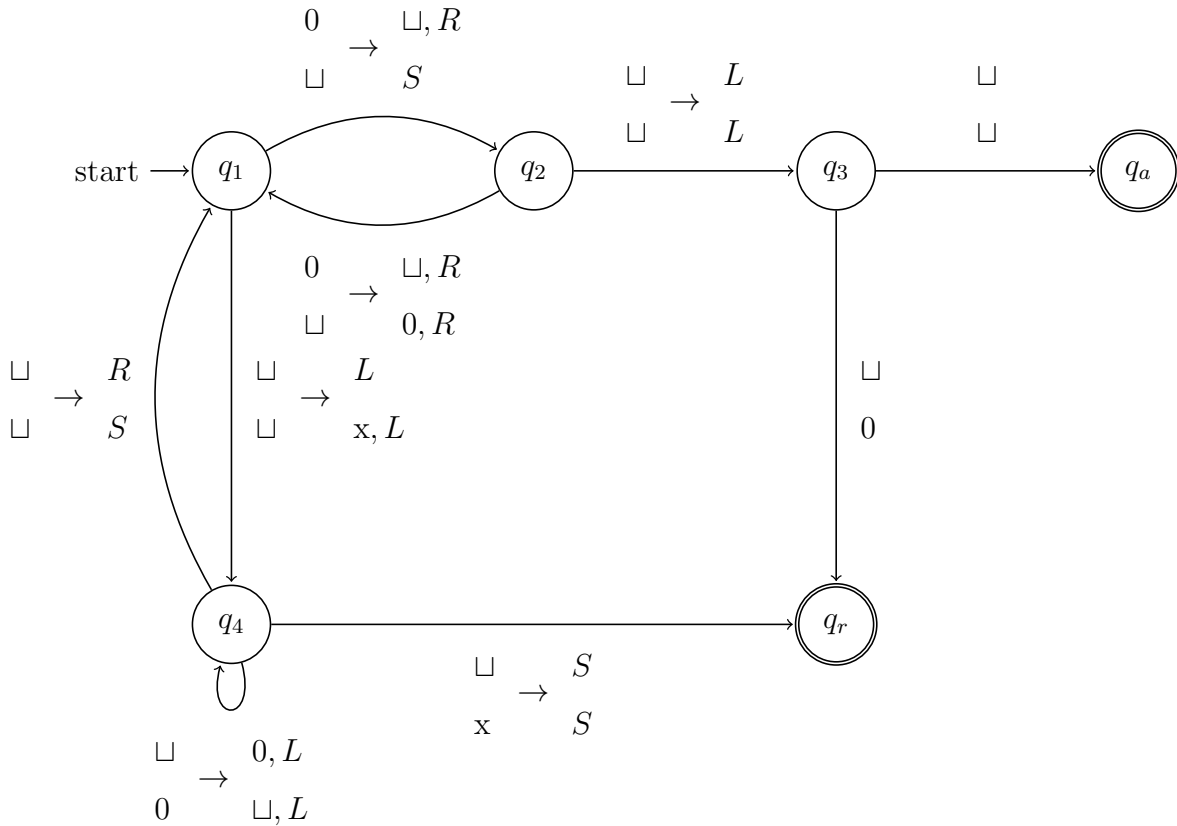 0 → ⊔, R
⊔ S
⊔ → L
⊔ L
⊔
⊔
start
q₁
q₂
q₃
qₐ
0 → ⊔, R
⊔ 0, R
⊔ → R
⊔ S
⊔ → L
⊔ x, L
⊔
0
q₄
qᵣ
⊔ → S
x S
⊔ → 0, L
0 ⊔, L